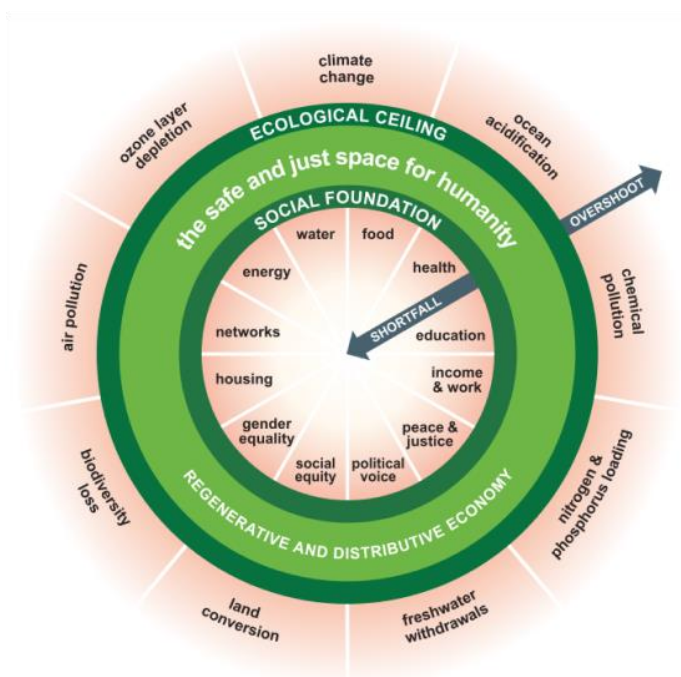 climate
change
ocean
acidification
chemical
pollution
nitrogen &
phosphorus loading
freshwater
withdrawals
land
conversion
biodiversity
loss
air pollution
ozone layer
depletion
OVERSHOOT
ECOLOGICAL CEILING
the safe and just space for humanity
SOCIAL FOUNDATION
water
food
health
SHORTFALL
education
income
& work
peace &
justice
political
voice
social
equity
gender
equality
housing
networks
energy
REGENERATIVE AND DISTRIBUTIVE ECONOMY